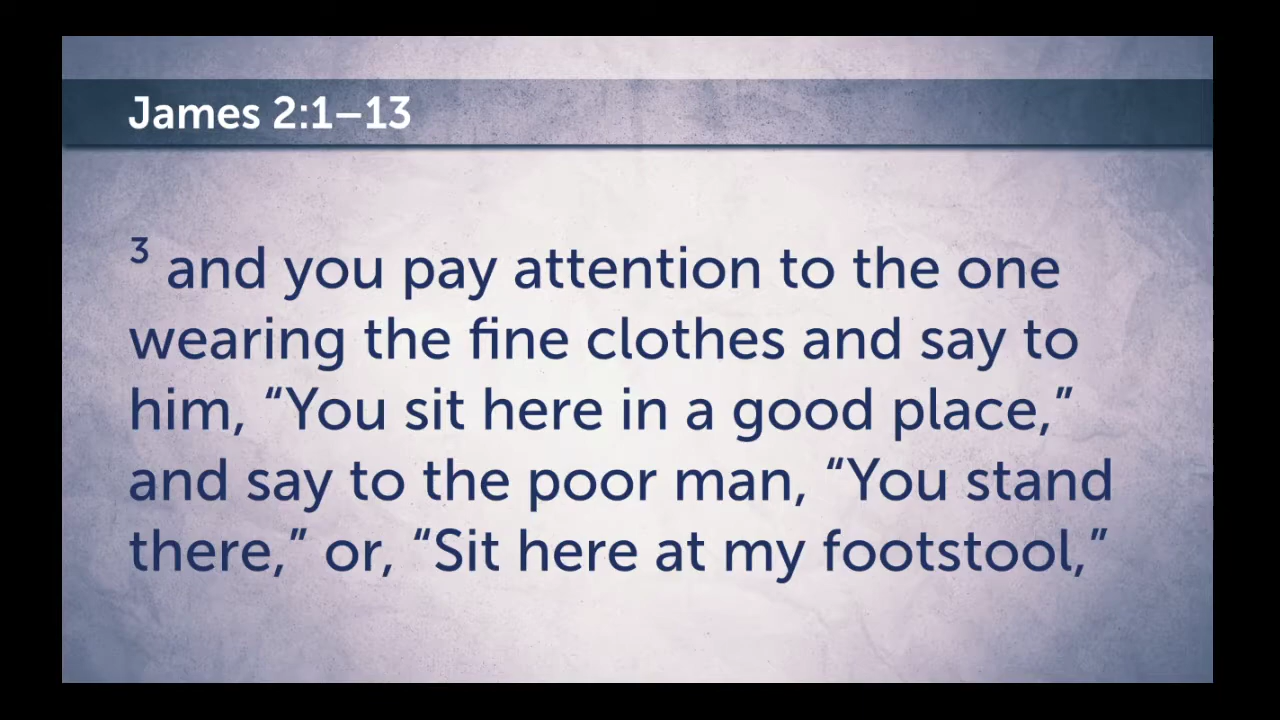 James 2:1–13
3 and you pay attention to the one
wearing the fine clothes and say to
him, “You sit here in a good place,”
and say to the poor man, “You stand
there,” or, “Sit here at my footstool,”